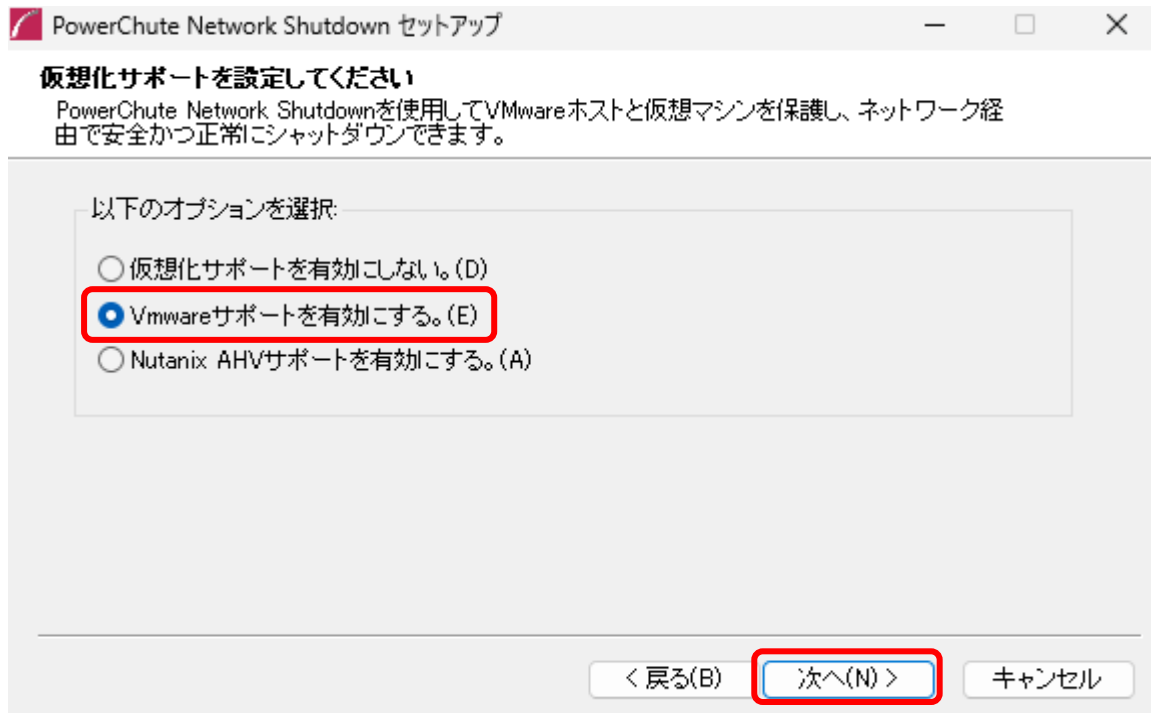 PowerChute Network Shutdown セットアップ
仮想化サポートを設定してください
PowerChute Network Shutdownを使用してVMwareホストと仮想マシンを保護し、ネットワーク経
由で安全かつ正常にシャットダウンできます。
以下のオプションを選択:
仮想化サポートを有効にしない。(D)
Vmwareサポートを有効にする。(E)
Nutanix AHVサポートを有効にする。(A)
< 戻る(B)
次へ(N) >
キャンセル